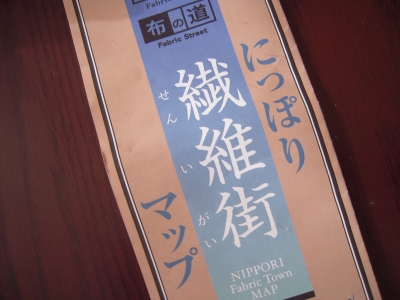 Fabric
布の道
Fabric Street
にっぽり
繊維街
せんいがい
マップ
NIPPORI
Fabric Town
MAP